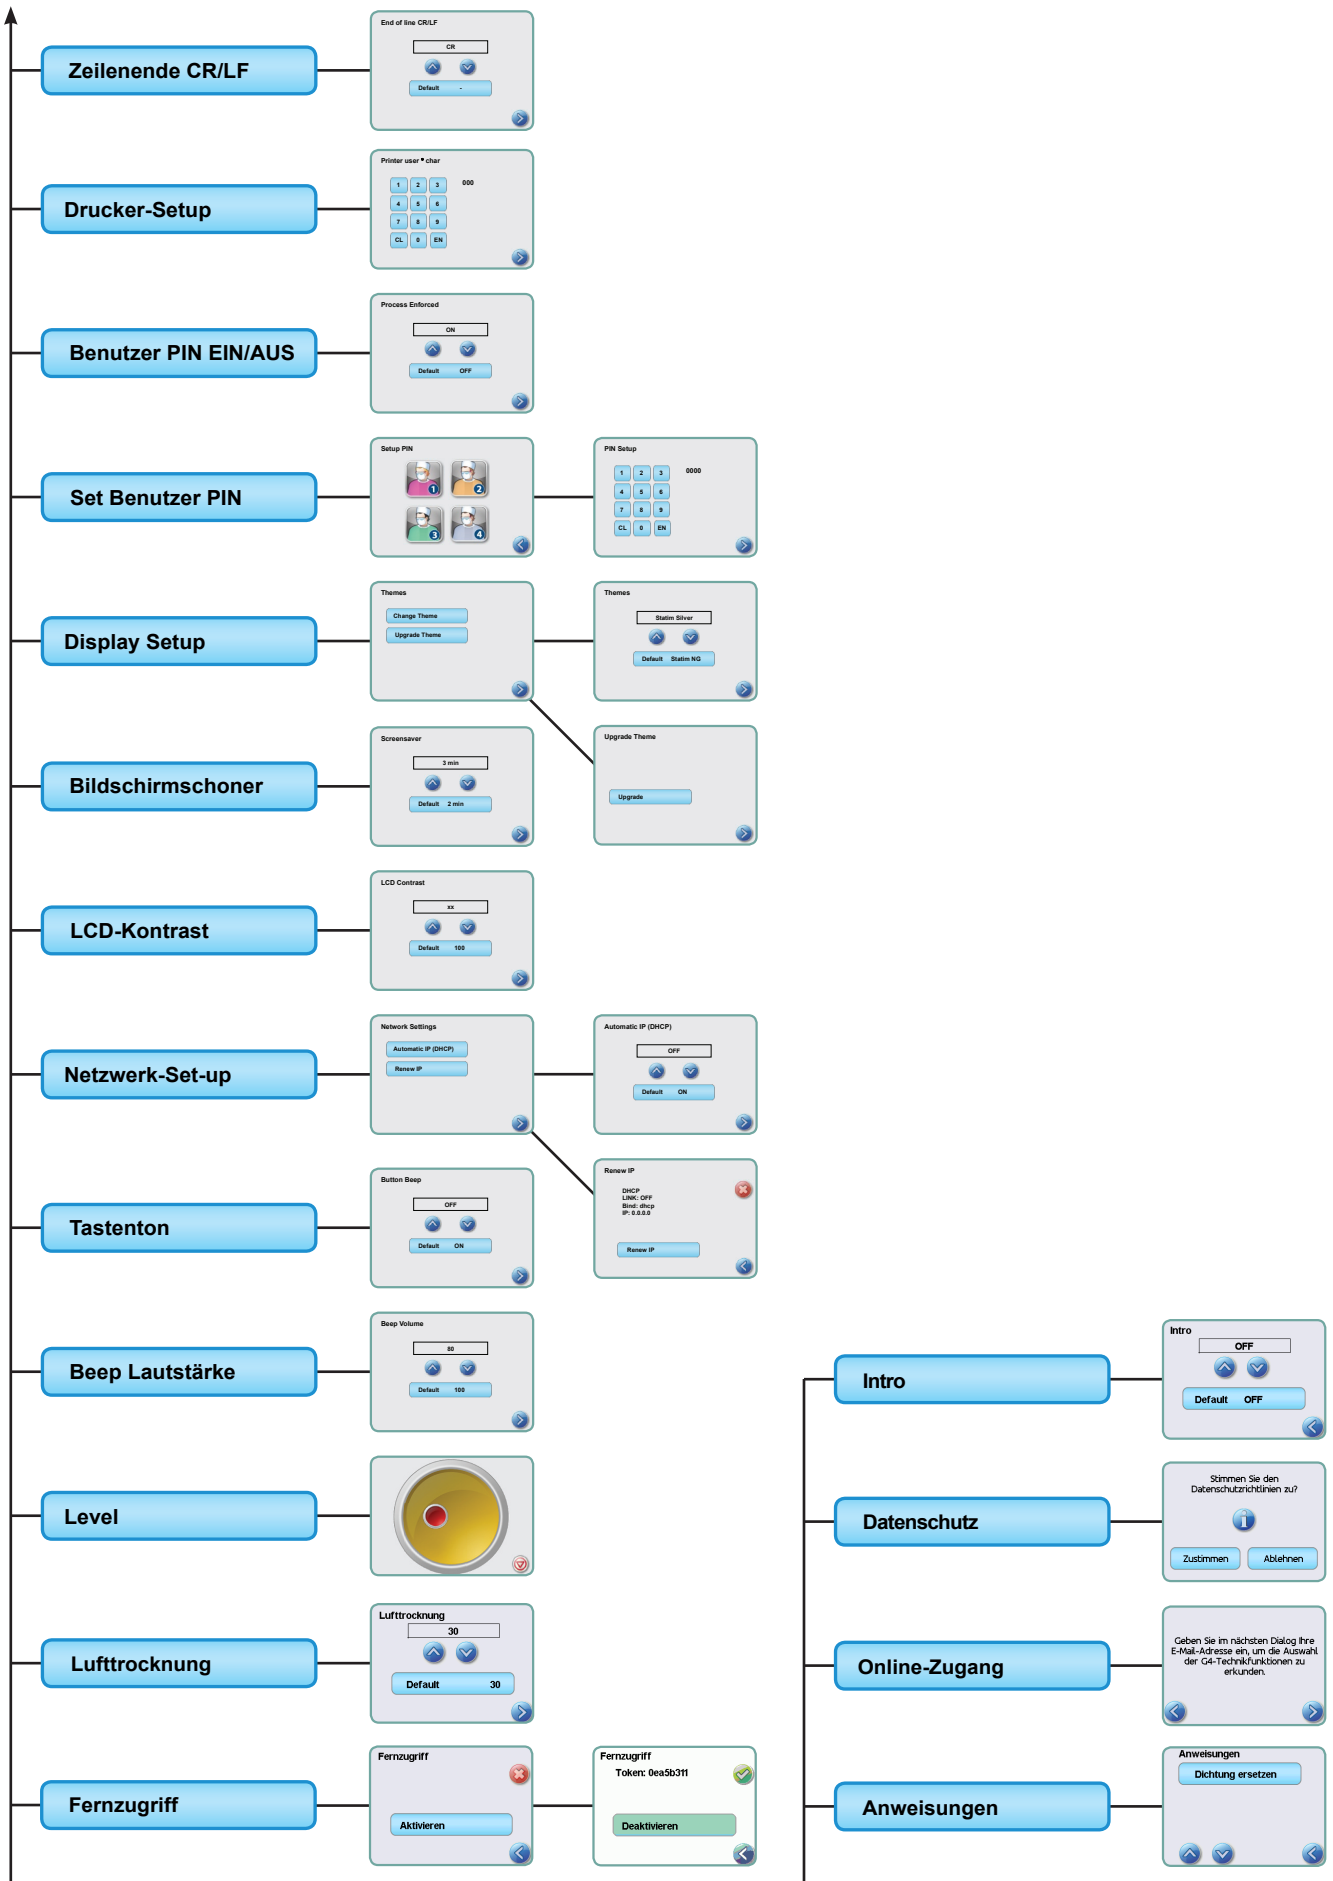 Zeilenende CR/LF
End of line CR/LF
CR
Default -
Drucker-Setup
Printer user * char
1 2 3 000
4 5 6
7 8 9
CL 0 EN
Benutzer PIN EIN/AUS
Process Enforced
ON
Default OFF
Set Benutzer PIN
Setup PIN
1 2
3 4
PIN Setup
1 2 3 0000
4 5 6
7 8 9
CL 0 EN
Display Setup
Themes
Change Theme
Upgrade Theme
Themes
Statim Silver
Default Statim NG
Upgrade Theme
Upgrade
Bildschirmschoner
Screensaver
3 min
Default 2 min
LCD-Kontrast
LCD Contrast
xx
Default 100
Netzwerk-Set-up
Network Settings
Automatic IP (DHCP)
Renew IP
Automatic IP (DHCP)
OFF
Default ON
Renew IP
DHCP
LINK: OFF
Bind: dhcp
IP: 0.0.0.0
Renew IP
Tastenton
Button Beep
OFF
Default ON
Beep Lautstärke
Beep Volume
80
Default 100
Level
Lufttrocknung
Lufttrocknung
30
Default 30
Fernzugriff
Fernzugriff
Aktivieren
Fernzugriff
Token: 0ea5b311
Deaktivieren
Intro
Intro
OFF
Default OFF
Datenschutz
Stimmen Sie den
Datenschutzrichtlinien zu?
Zustimmen Ablehnen
Online-Zugang
Geben Sie im nächsten Dialog Ihre
E-Mail-Adresse ein, um die Auswahl
der G4-Technikfunktionen zu
erkunden.
Anweisungen
Anweisungen
Dichtung ersetzen